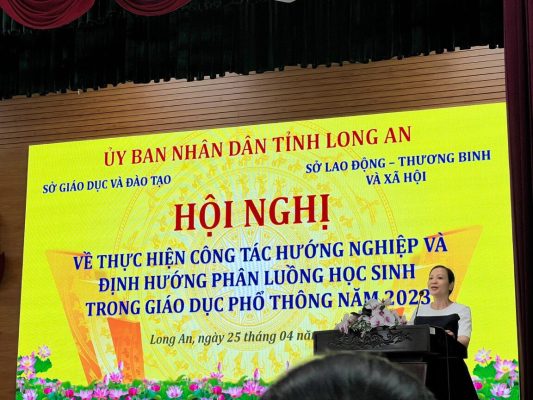 ỦY BAN NHÂN DÂN TỈNH LONG AN
SỞ GIÁO DỤC VÀ ĐÀO TẠO
SỞ LAO ĐỘNG – THƯƠNG BINH
VÀ XÃ HỘI
HỘI NGHỊ
VỀ THỰC HIỆN CÔNG TÁC HƯỚNG NGHIỆP VÀ
ĐỊNH HƯỚNG PHÂN LUỒNG HỌC SINH
TRONG GIÁO DỤC PHỔ THÔNG NĂM 2023
Long An, ngày 25 tháng 04 năm